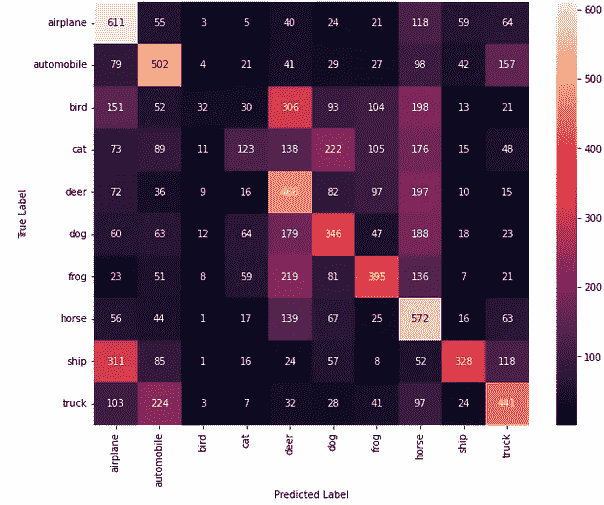 airplane 611 55 3 5 40 24 21 118 59 64
automobile 79 502 4 21 41 29 27 98 42 157
bird 151 52 32 30 306 93 104 198 13 21
cat 73 89 11 123 138 222 105 176 15 48
deer 72 36 9 16 466 82 97 197 10 15
dog 60 63 12 64 179 346 47 188 18 23
frog 23 51 8 59 219 81 395 136 7 21
horse 56 44 1 17 139 67 25 572 16 63
ship 311 85 1 16 24 57 8 52 328 118
truck 103 224 3 7 32 28 41 97 24 441
True Label
airplane automobile bird cat deer dog frog horse ship truck
Predicted Label
600
500
400
300
200
100